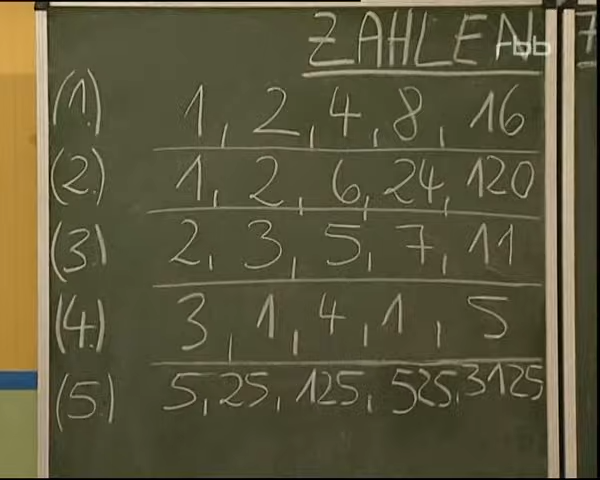 ZAHLEN
rbb
(1.) 1, 2, 4, 8, 16
(2.) 1, 2, 6, 24, 120
(3.) 2, 3, 5, 7, 11
(4.) 3, 1, 4, 1, 5
(5.) 5, 25, 125, 525, 3125